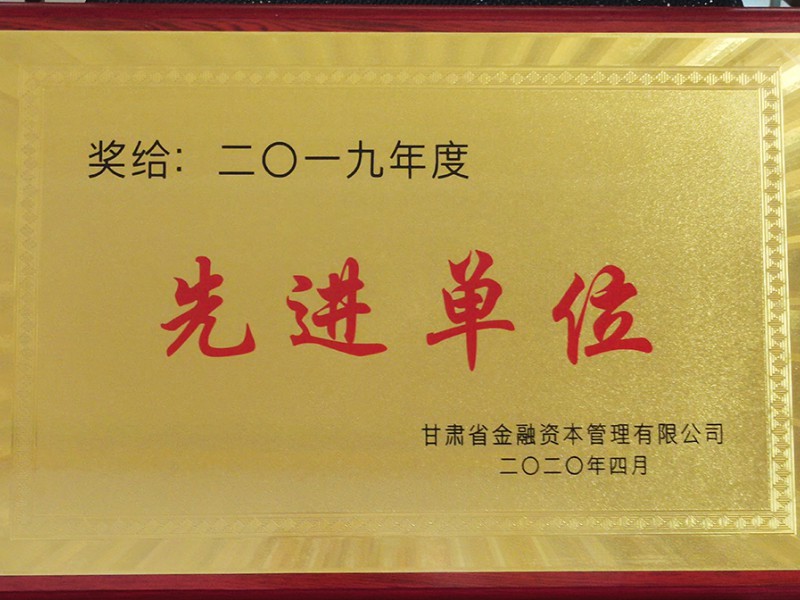 奖给：二〇一九年度
先进单位
甘肃省金融资本管理有限公司
二〇二〇年四月